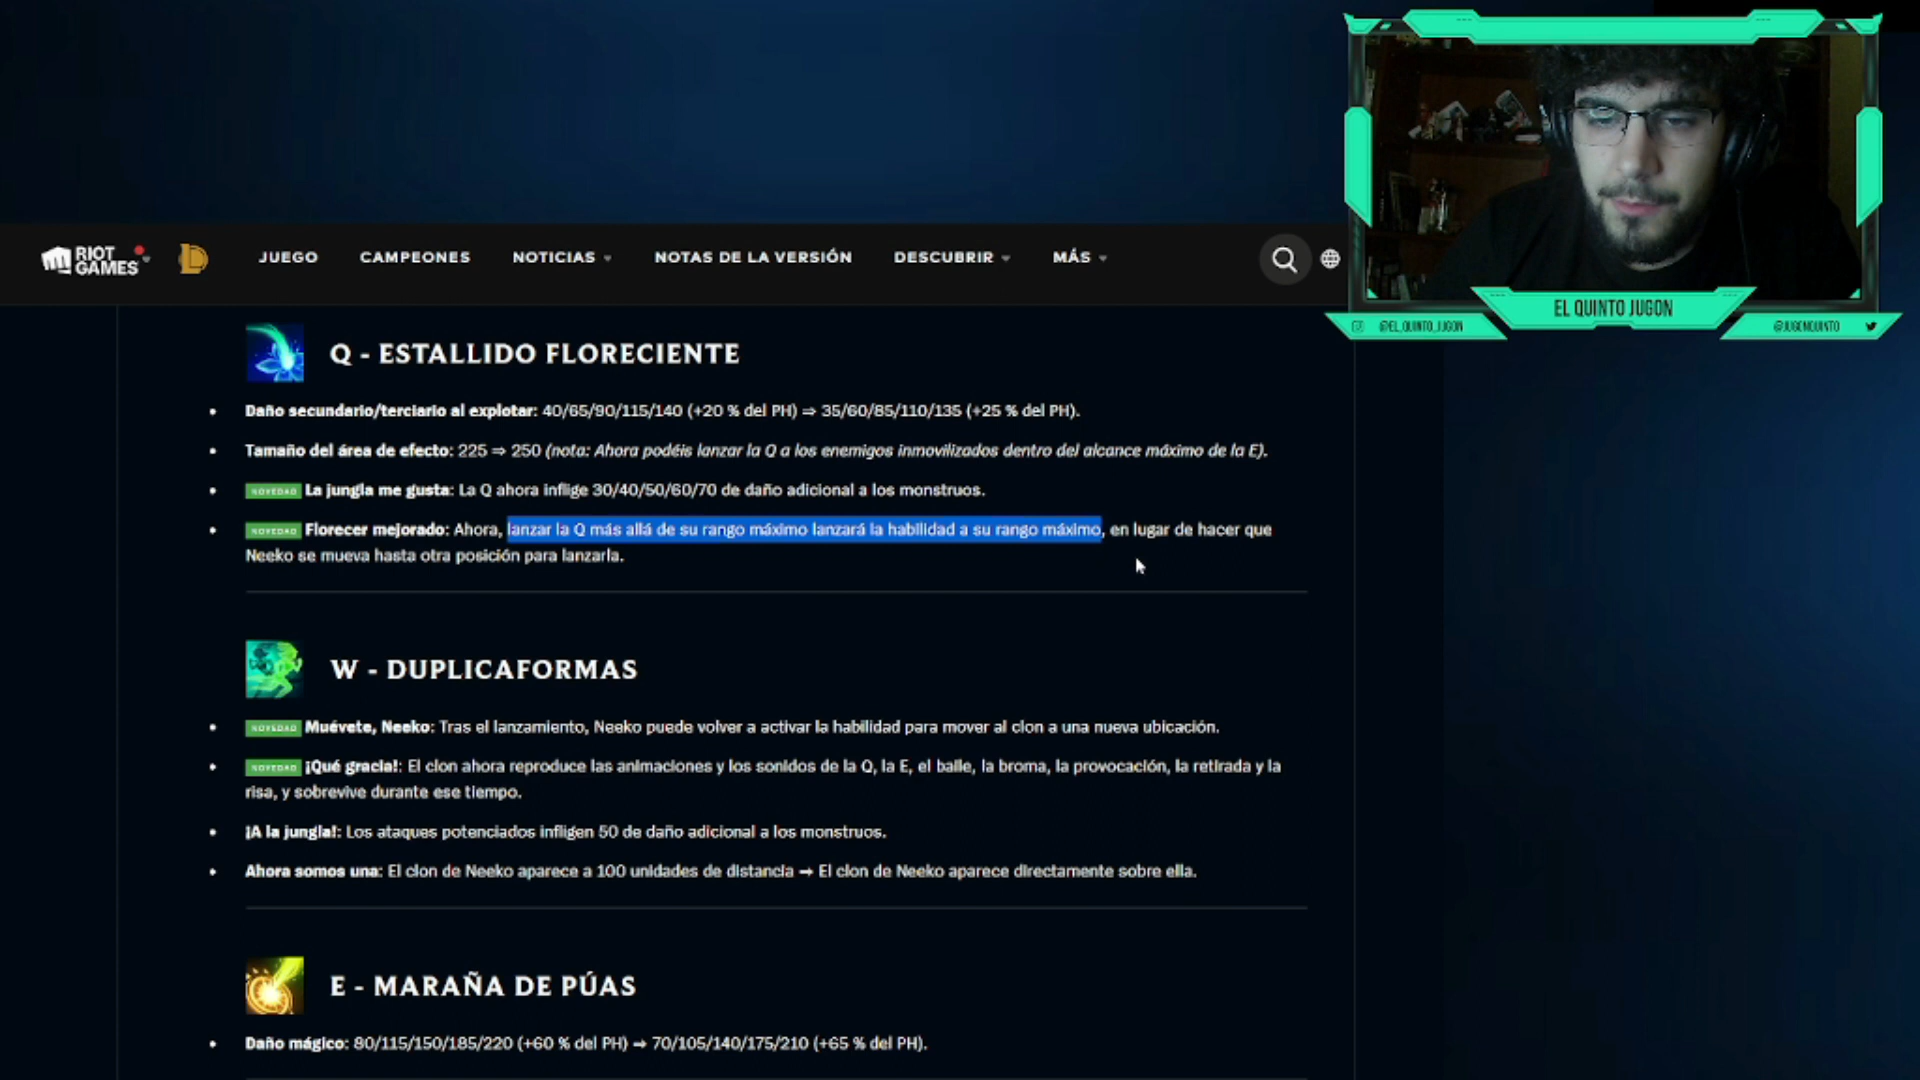 RIOT
GAMES
JUEGO CAMPEONES NOTICIAS NOTAS DE LA VERSIÓN DESCUBRIR MÁS
EL QUINTO JUGON
@EL_QUINTO_JUGON
@JUGONQUINTO
Q - ESTALLIDO FLORECIENTE
• Daño secundario/terciario al explotar: 40/65/90/115/140 (+20 % del PH) ⇒ 35/60/85/110/135 (+25 % del PH).
• Tamaño del área de efecto: 225 ⇒ 250 (nota: Ahora podéis lanzar la Q a los enemigos inmovilizados dentro del alcance máximo de la E).
• NOVEDAD La jungla me gusta: La Q ahora inflige 30/40/50/60/70 de daño adicional a los monstruos.
• NOVEDAD Florecer mejorado: Ahora, lanzar la Q más allá de su rango máximo lanzará la habilidad a su rango máximo, en lugar de hacer que
Neeko se mueva hasta otra posición para lanzarla.
W - DUPLICAFORMAS
• NOVEDAD Muévete, Neeko: Tras el lanzamiento, Neeko puede volver a activar la habilidad para mover al clon a una nueva ubicación.
• NOVEDAD ¡Qué gracia!: El clon ahora reproduce las animaciones y los sonidos de la Q, la E, el baile, la broma, la provocación, la retirada y la
risa, y sobrevive durante ese tiempo.
• ¡A la jungla!: Los ataques potenciados infligen 50 de daño adicional a los monstruos.
• Ahora somos una: El clon de Neeko aparece a 100 unidades de distancia ⇒ El clon de Neeko aparece directamente sobre ella.
E - MARAÑA DE PÚAS
• Daño mágico: 80/115/150/185/220 (+60 % del PH) ⇒ 70/105/140/175/210 (+65 % del PH).